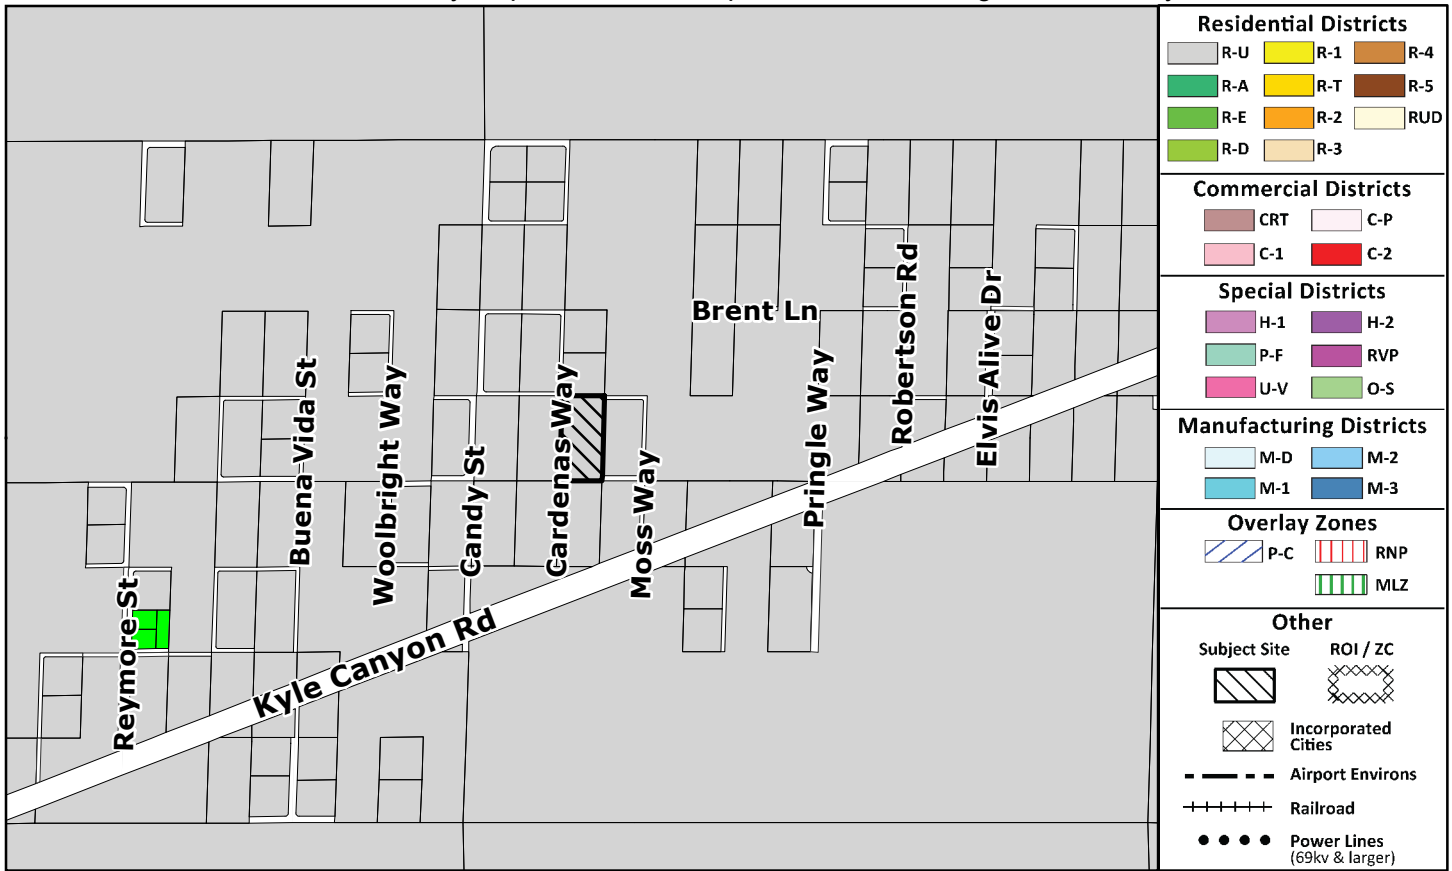 Brent Ln
Robertson Rd
Elvis Alive Dr
Pringle Way
Buena Vida St
Woolbright Way
Candy St
Cardenas Way
Moss Way
Reymore St
Kyle Canyon Rd
Residential Districts
R-U R-1 R-4
R-A R-T R-5
R-E R-2 RUD
R-D R-3
Commercial Districts
CRT C-P
C-1 C-2
Special Districts
H-1 H-2
P-F RVP
U-V O-S
Manufacturing Districts
M-D M-2
M-1 M-3
Overlay Zones
P-C RNP
MLZ
Other
Subject Site ROI / ZC
Incorporated
Cities
Airport Environs
Railroad
Power Lines
(69kv & larger)